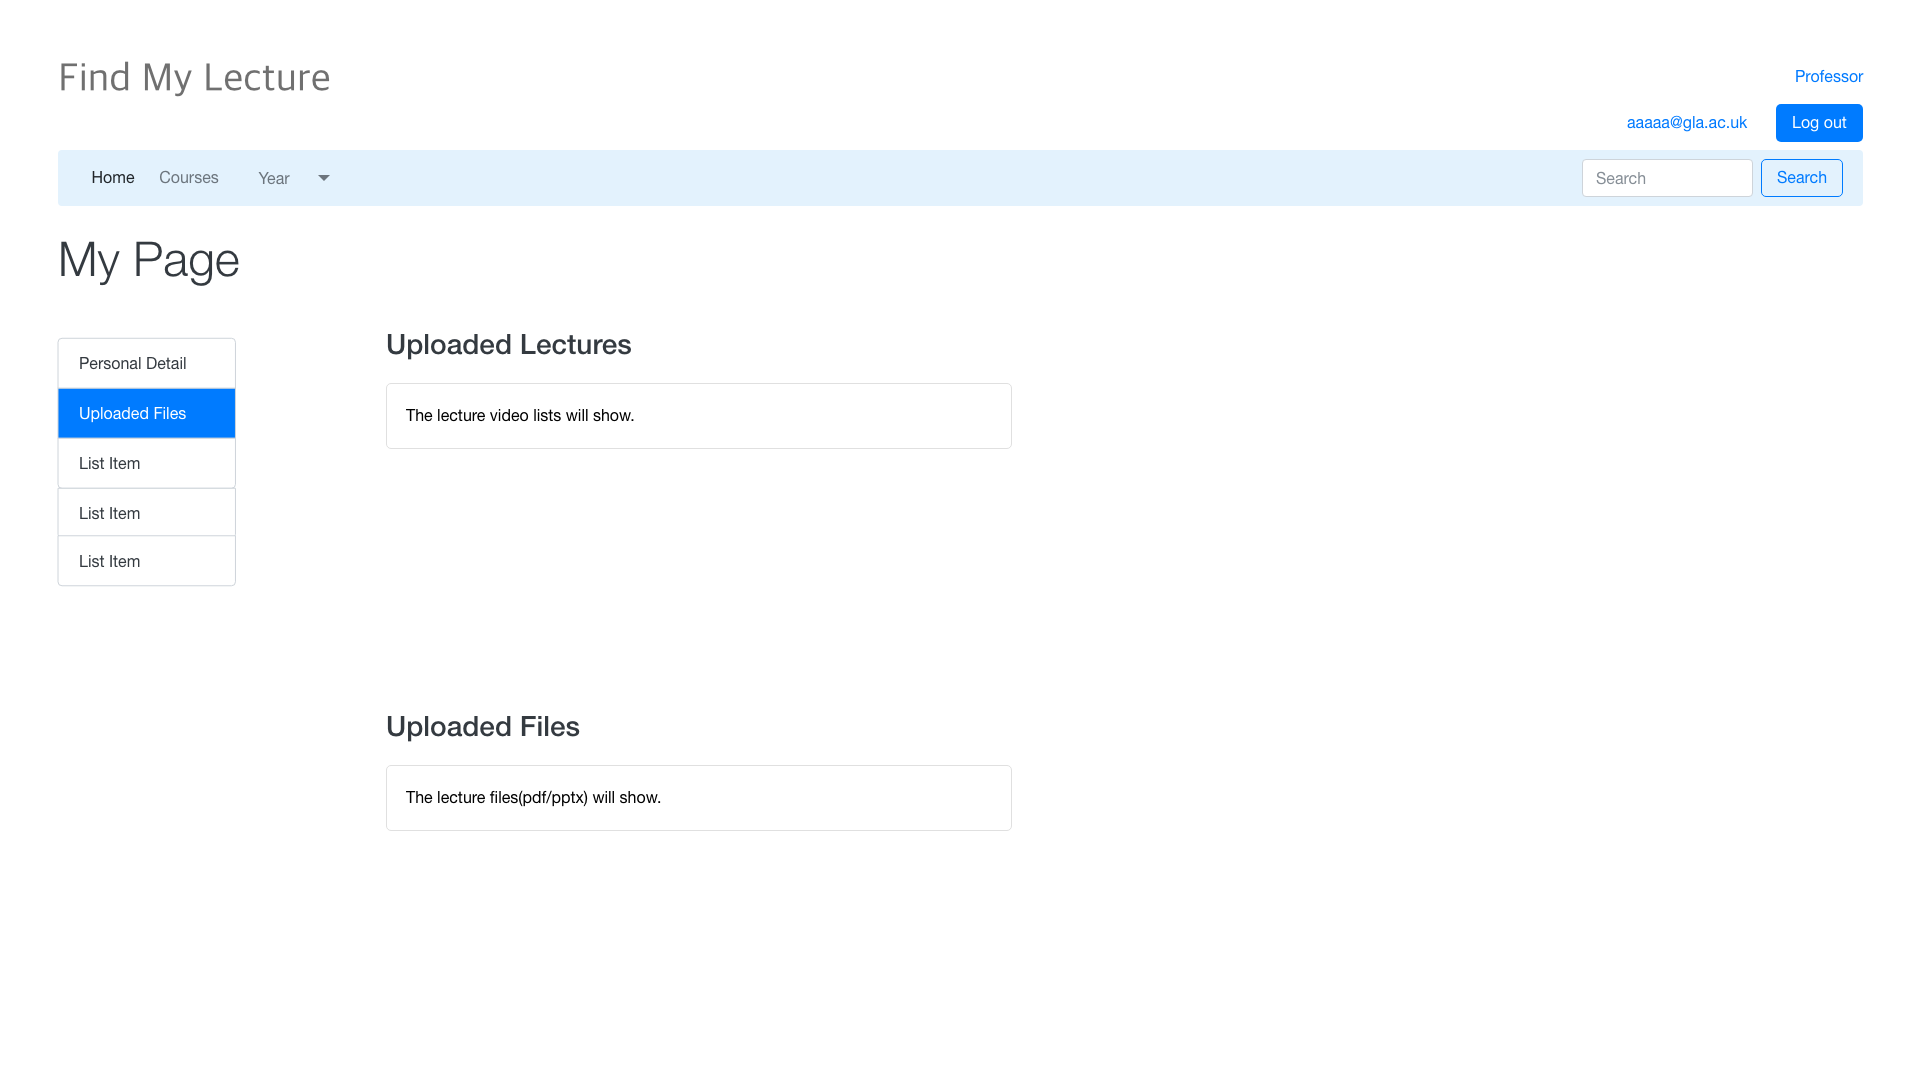 Find My Lecture
Professor
aaaaa@gla.ac.uk
Log out
Home Courses Year Search Search
My Page
Personal Detail
Uploaded Files
List Item
List Item
List Item
Uploaded Lectures
The lecture video lists will show.
Uploaded Files
The lecture files(pdf/pptx) will show.